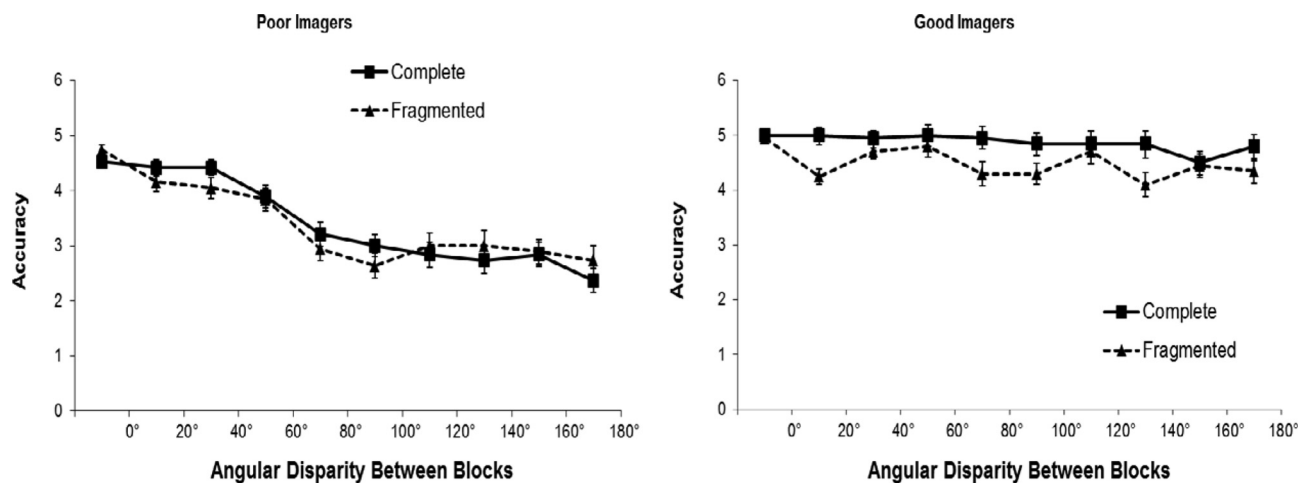 Poor Imagers
Complete
Fragmented
6
5
4
3
2
1
0
Accuracy
0° 20° 40° 60° 80° 100° 120° 140° 160° 180°
Angular Disparity Between Blocks
Good Imagers
6
5
4
3
2
1
0
Accuracy
Complete
Fragmented
0° 20° 40° 60° 80° 100° 120° 140° 160° 180°
Angular Disparity Between Blocks